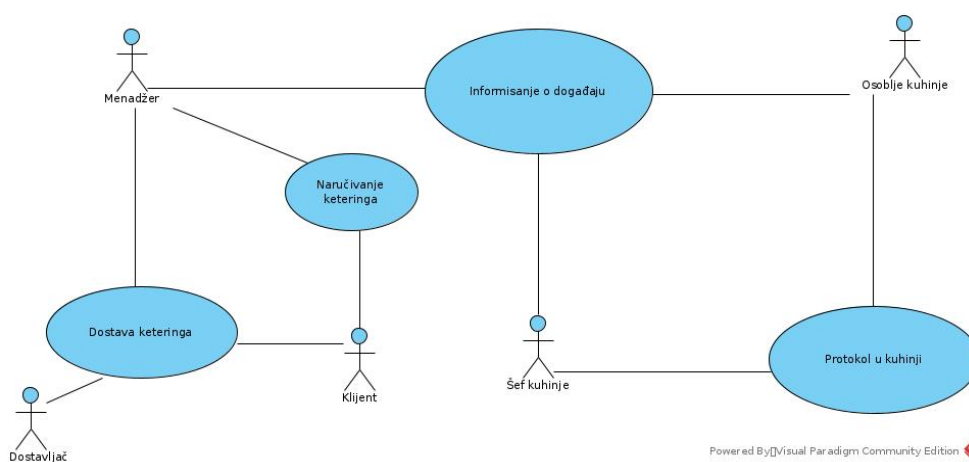 Menadžer
Informisanje o događaju
Osoblje kuhinje
Naručivanje
keteringa
Dostava keteringa
Klijent
Šef kuhinje
Protokol u kuhinji
Dostavljač
Powered By▯Visual Paradigm Community Edition